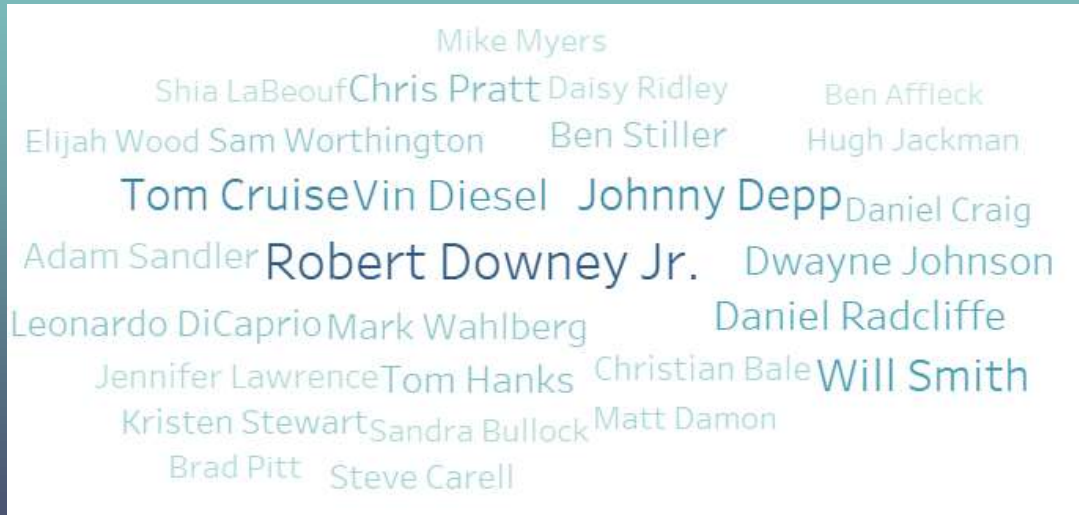 Mike Myers
Shia LaBeouf Chris Pratt Daisy Ridley Ben Affleck
Elijah Wood Sam Worthington Ben Stiller Hugh Jackman
Tom Cruise Vin Diesel Johnny Depp Daniel Craig
Adam Sandler Robert Downey Jr. Dwayne Johnson
Leonardo DiCaprio Mark Wahlberg Daniel Radcliffe
Jennifer Lawrence Tom Hanks Christian Bale Will Smith
Kristen Stewart Sandra Bullock Matt Damon
Brad Pitt Steve Carell